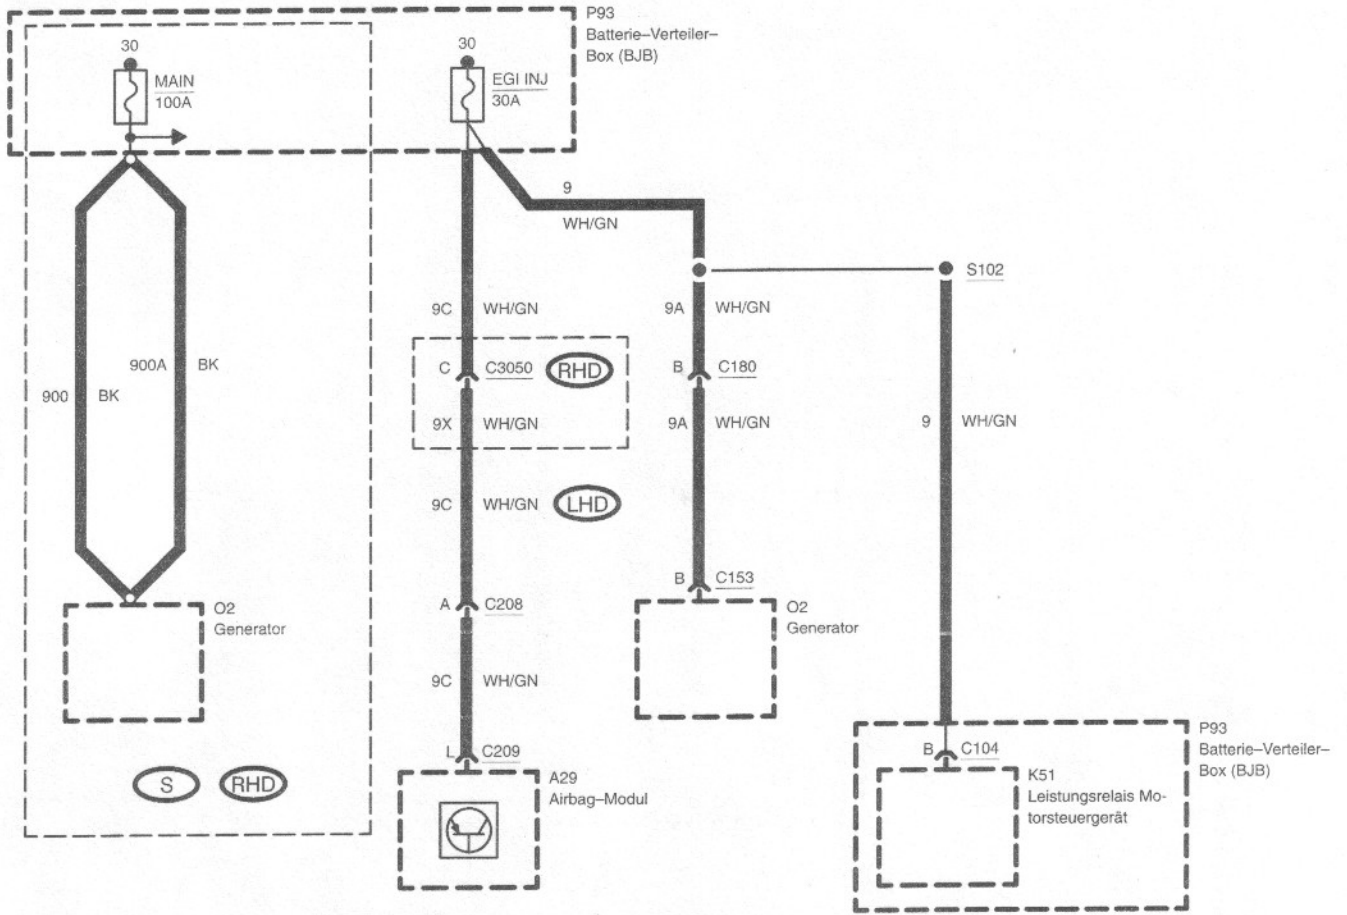 P93
Batterie–Verteiler–
Box (BJB)
30
MAIN
100A
30
EGI INJ
30A
9
WH/GN
S102
9C WH/GN
9A WH/GN
C C3050 RHD
B C180
900A BK
900 BK
9X WH/GN
9A WH/GN
9 WH/GN
9C WH/GN LHD
B C153
A C208
O2
Generator
O2
Generator
9C WH/GN
L C209
A29
Airbag–Modul
S RHD
P93
Batterie–Verteiler–
Box (BJB)
B C104
K51
Leistungsrelais Mo-
torsteuergerät